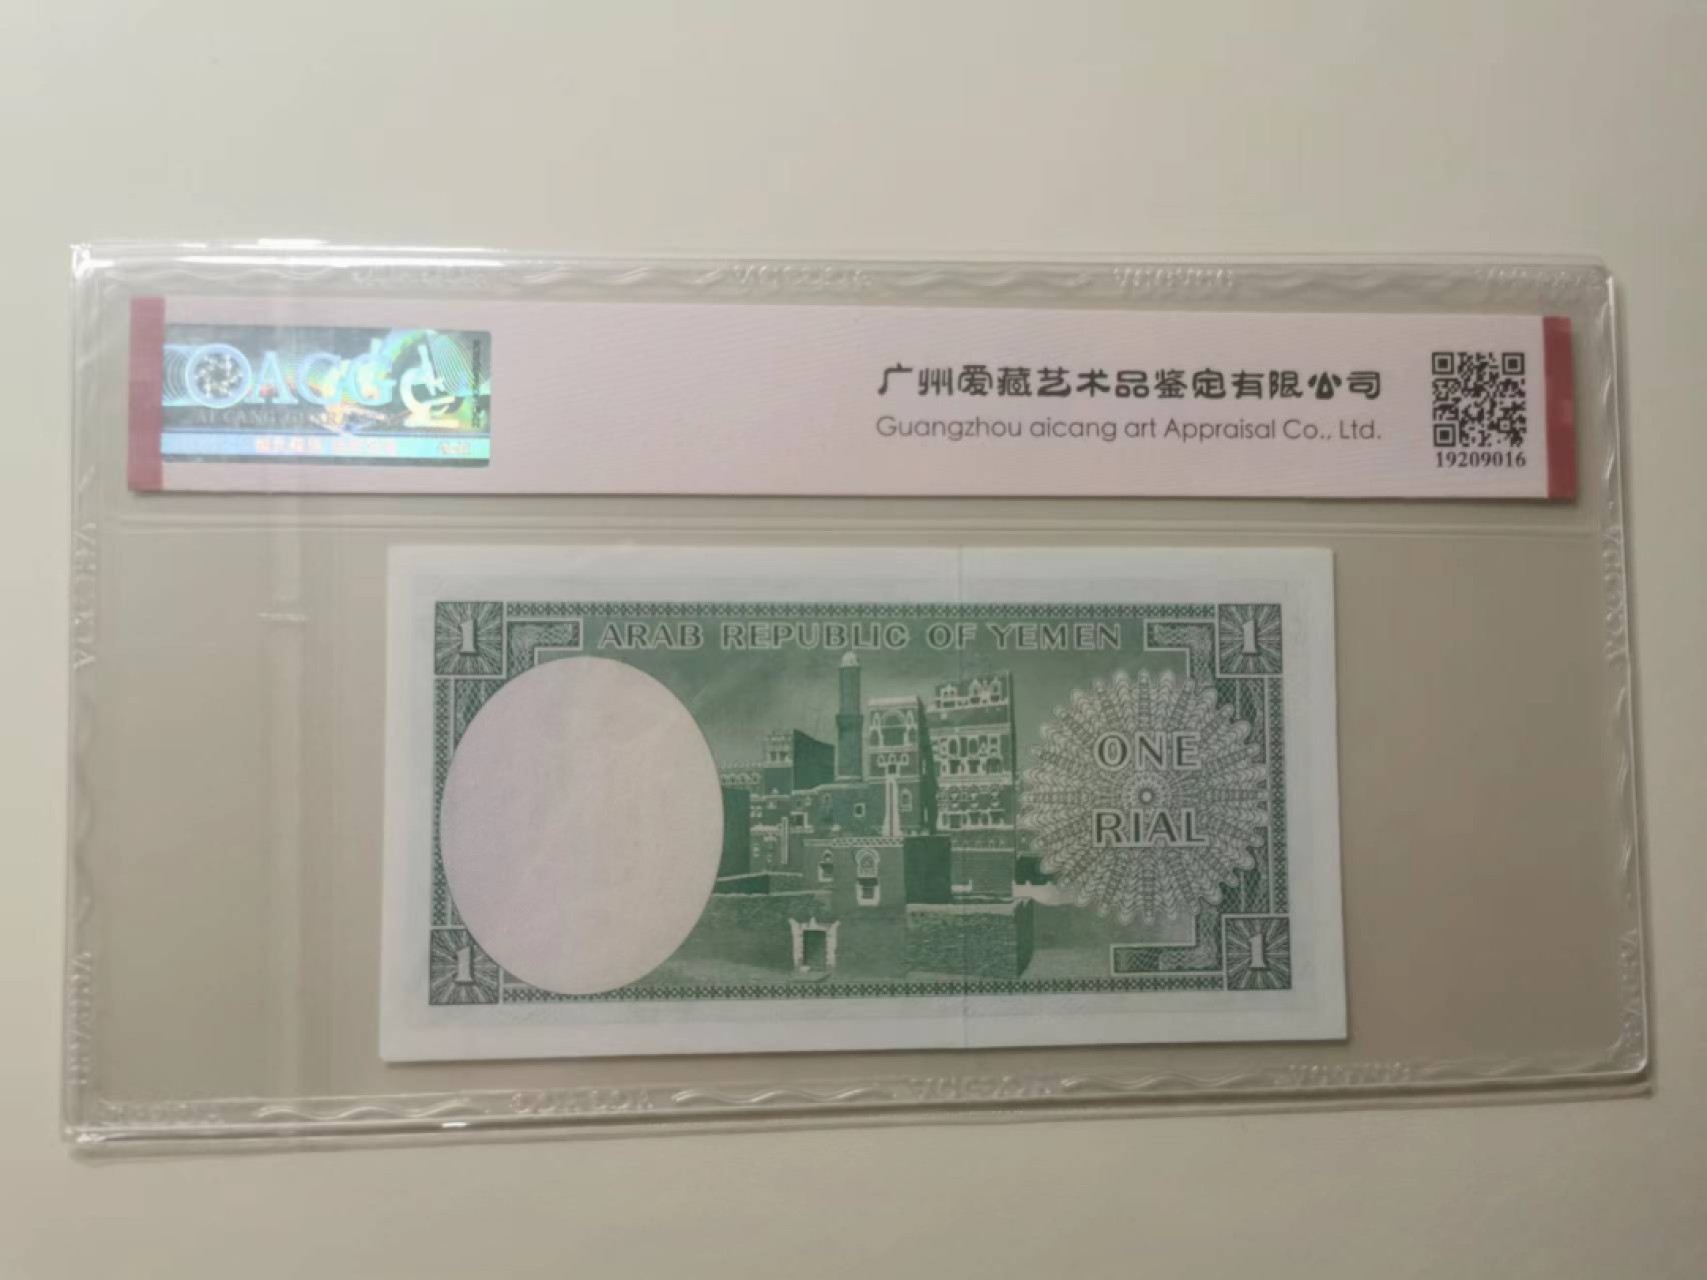 ACG
广州爱藏艺术品鉴定有限公司
Guangzhou aicang art Appraisal Co., Ltd.
19209016
1 ARAB REPUBLIC OF YEMEN 1
ONE
RIAL
1 1